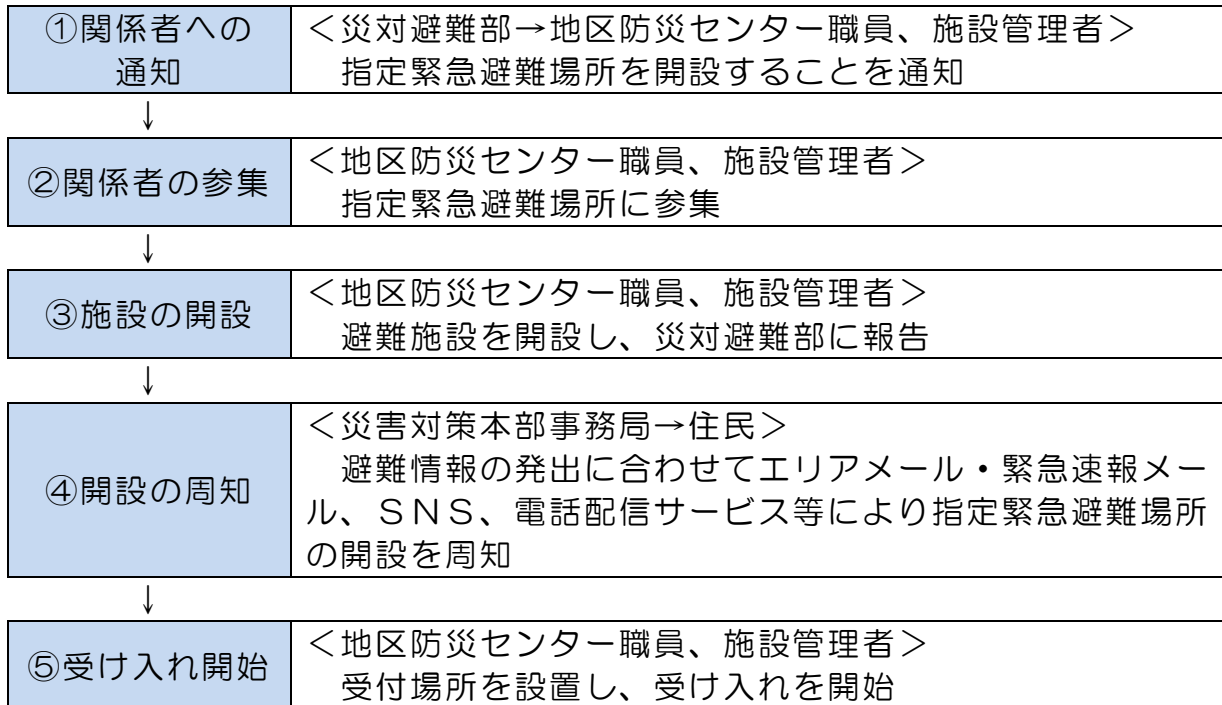 ①関係者への
通知
＜災対避難部→地区防災センター職員、施設管理者＞
指定緊急避難場所を開設することを通知
↓
②関係者の参集
＜地区防災センター職員、施設管理者＞
指定緊急避難場所に参集
↓
③施設の開設
＜地区防災センター職員、施設管理者＞
避難施設を開設し、災対避難部に報告
↓
④開設の周知
＜災害対策本部事務局→住民＞
避難情報の発出に合わせてエリアメール・緊急速報メー
ル、ＳＮＳ、電話配信サービス等により指定緊急避難場所
の開設を周知
↓
⑤受け入れ開始
＜地区防災センター職員、施設管理者＞
受付場所を設置し、受け入れを開始